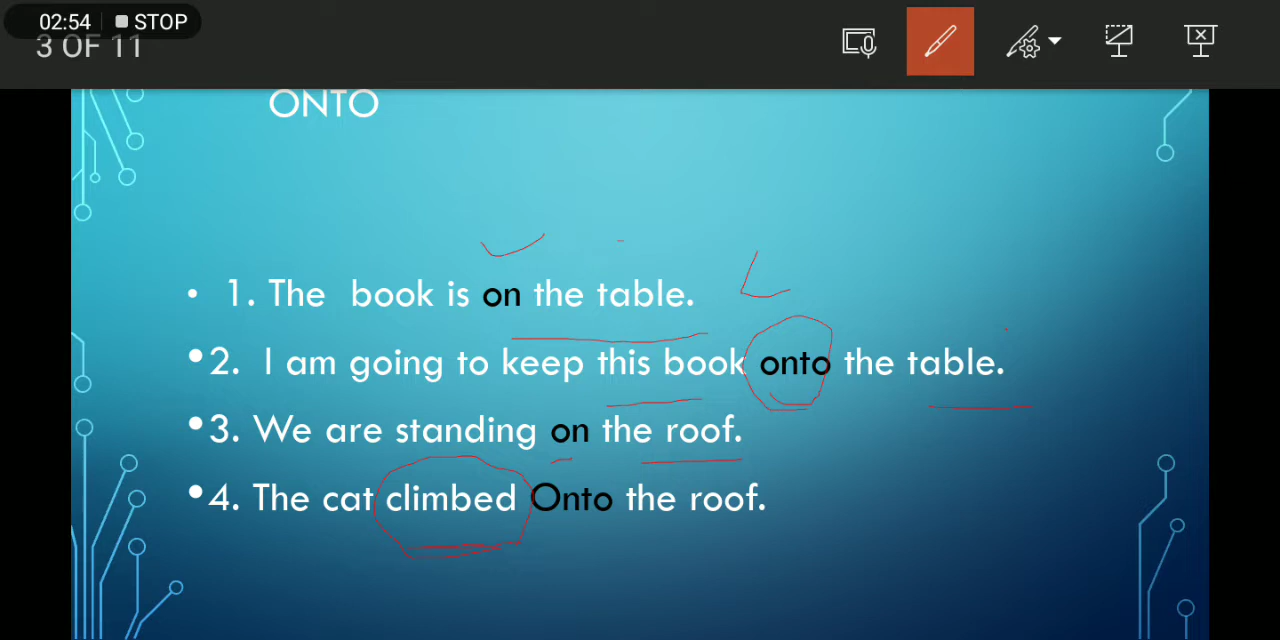 02:54 STOP
3 OF 11
ONTO
• 1. The book is on the table.
• 2. I am going to keep this book onto the table.
• 3. We are standing on the roof.
• 4. The cat climbed Onto the roof.